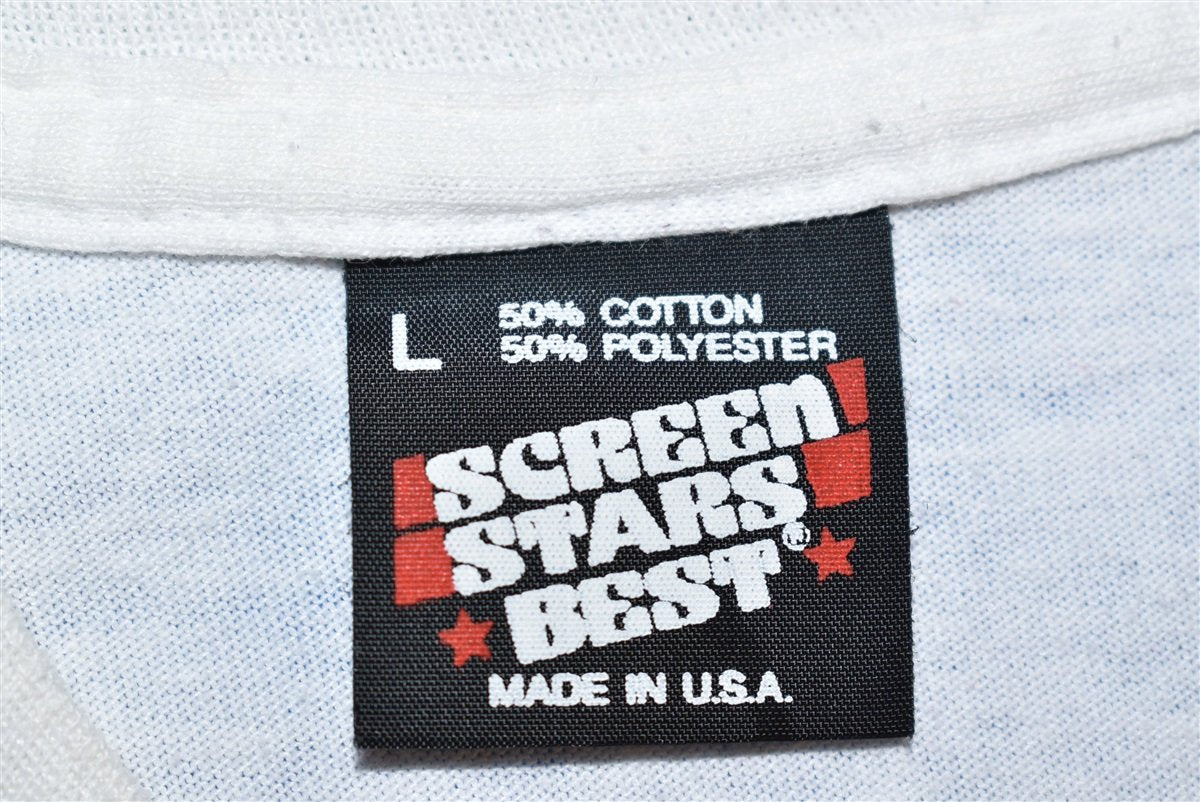 L
50% COTTON
50% POLYESTER
SCREEN
STARS
BEST®
MADE IN U.S.A.